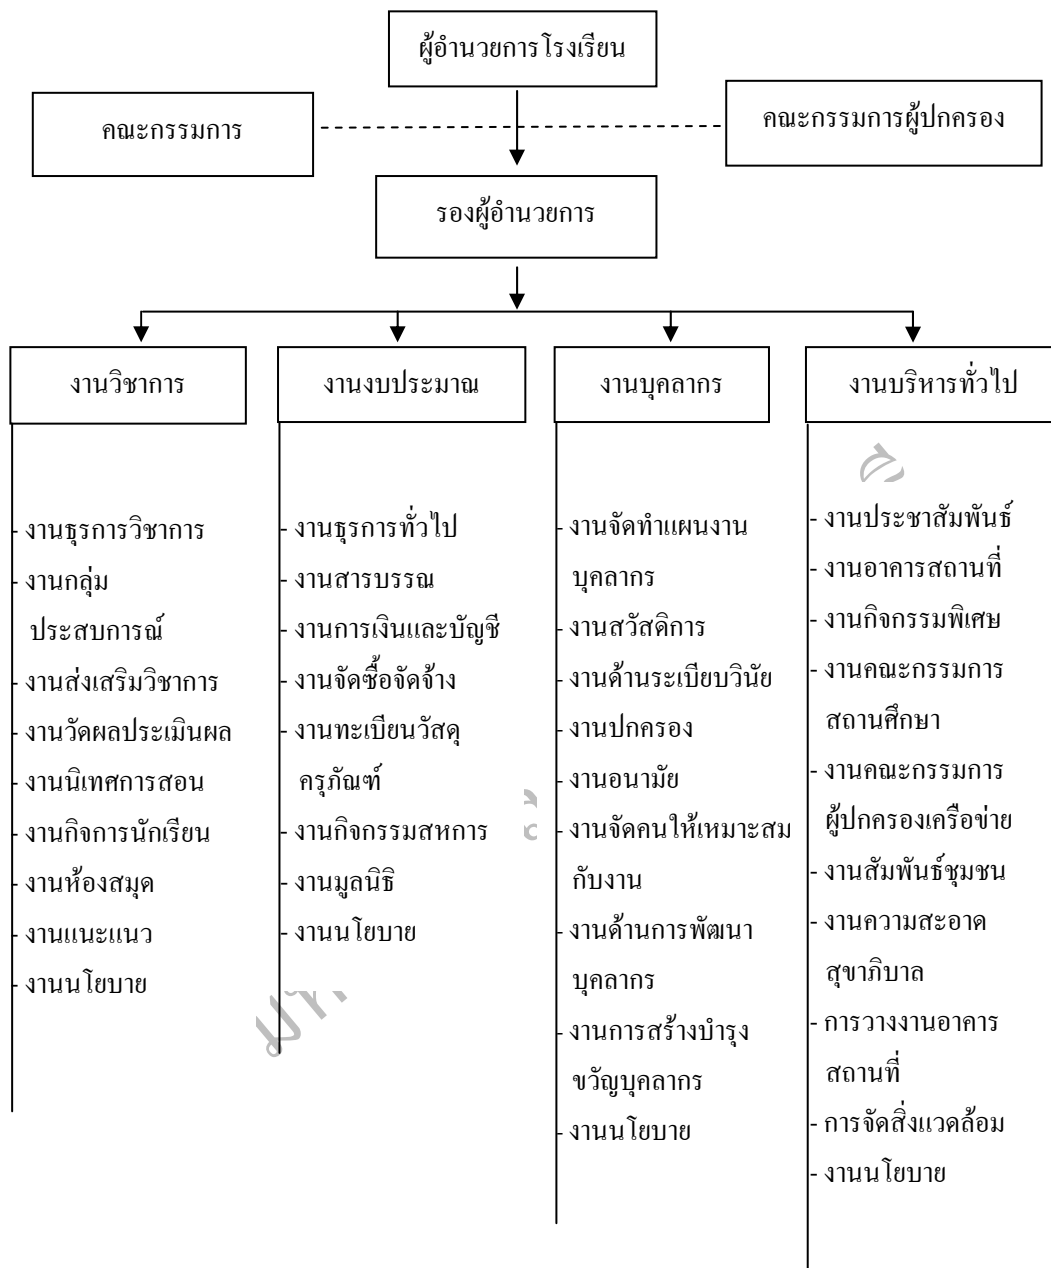 ผู้อำนวยการโรงเรียน
คณะกรรมการ
คณะกรรมการผู้ปกครอง
รองผู้อำนวยการ
งานวิชาการ
- งานธุรการวิชาการ
- งานกลุ่ม
ประสบการณ์
- งานส่งเสริมวิชาการ
- งานวัดผลประเมินผล
- งานนิเทศการสอน
- งานกิจการนักเรียน
- งานห้องสมุด
- งานแนะแนว
- งานนโยบาย
งานงบประมาณ
- งานธุรการทั่วไป
- งานสารบรรณ
- งานการเงินและบัญชี
- งานจัดซื้อจัดจ้าง
- งานทะเบียนวัสดุ
ครุภัณฑ์
- งานกิจกรรมสหการ
- งานมูลนิธิ
- งานนโยบาย
งานบุคลากร
- งานจัดทำแผนงาน
บุคลากร
- งานสวัสดิการ
- งานด้านระเบียบวินัย
- งานปกครอง
- งานอนามัย
- งานจัดคนให้เหมาะสม
กับงาน
- งานด้านการพัฒนา
บุคลากร
- งานการสร้างบำรุง
ขวัญบุคลากร
- งานนโยบาย
งานบริหารทั่วไป
- งานประชาสัมพันธ์
- งานอาคารสถานที่
- งานกิจกรรมพิเศษ
- งานคณะกรรมการ
สถานศึกษา
- งานคณะกรรมการ
ผู้ปกครองเครือข่าย
- งานสัมพันธ์ชุมชน
- งานความสะอาด
สุขาภิบาล
- การวางงานอาคาร
สถานที่
- การจัดสิ่งแวดล้อม
- งานนโยบาย